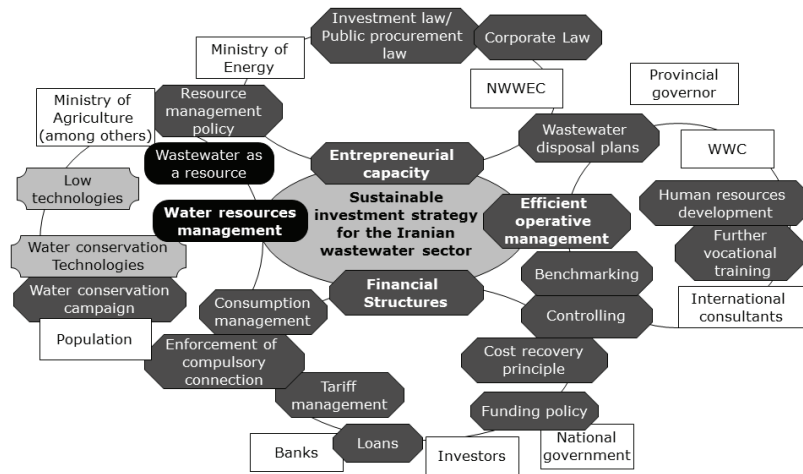 Investment law/
Public procurement
law
Corporate Law
Ministry of
Energy
NWWEC
Provincial
governor
Ministry of
Agriculture
(among others)
Resource
management
policy
Wastewater
disposal plans
WWC
Wastewater as
a resource
Entrepreneurial
capacity
Low
technologies
Human resources
development
Water resources
management
Sustainable
investment strategy
for the Iranian
wastewater sector
Efficient
operative
management
Further
vocational
training
Water conservation
Technologies
Benchmarking
Water conservation
campaign
Financial
Structures
Consumption
management
Controlling
International
consultants
Population
Enforcement of
compulsory
connection
Cost recovery
principle
Tariff
management
Funding policy
Banks
Loans
Investors
National
government